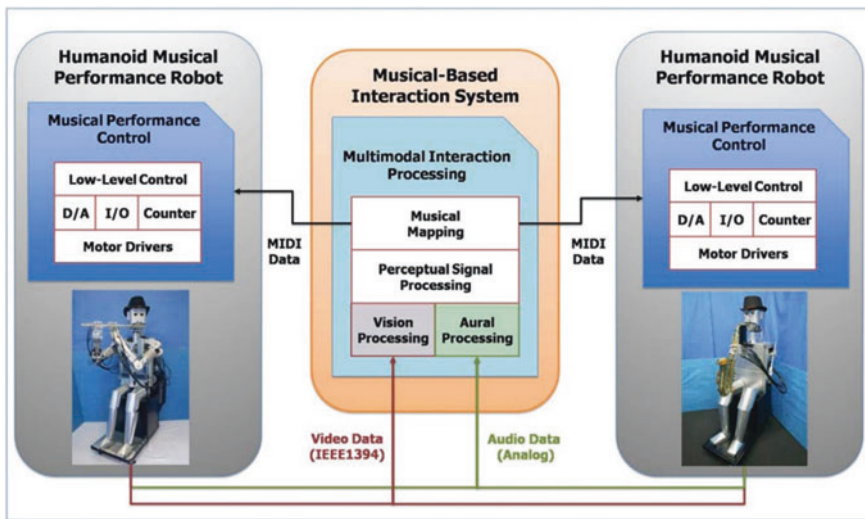 Humanoid Musical
Performance Robot
Musical Performance
Control
Low-Level Control
D/A
I/O
Counter
Motor Drivers
MIDI
Data
Musical-Based
Interaction System
Multimodal Interaction
Processing
Musical
Mapping
Perceptual Signal
Processing
Vision
Processing
Aural
Processing
Video Data
(IEEE1394)
Audio Data
(Analog)
MIDI
Data
Humanoid Musical
Performance Robot
Musical Performance
Control
Low-Level Control
D/A
I/O
Counter
Motor Drivers